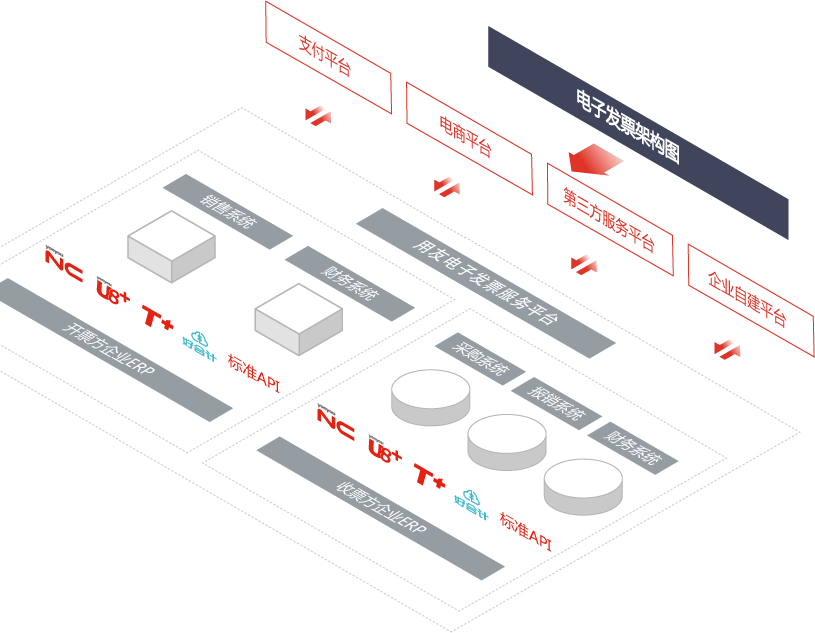 电子发票架构图
支付平台
电商平台
第三方服务平台
企业自建平台
用友电子发票服务平台
销售系统
财务系统
NC
U8+
T+
好会计
标准API
开票方企业ERP
采购系统
报销系统
财务系统
NC
U8+
T+
好会计
标准API
收票方企业ERP